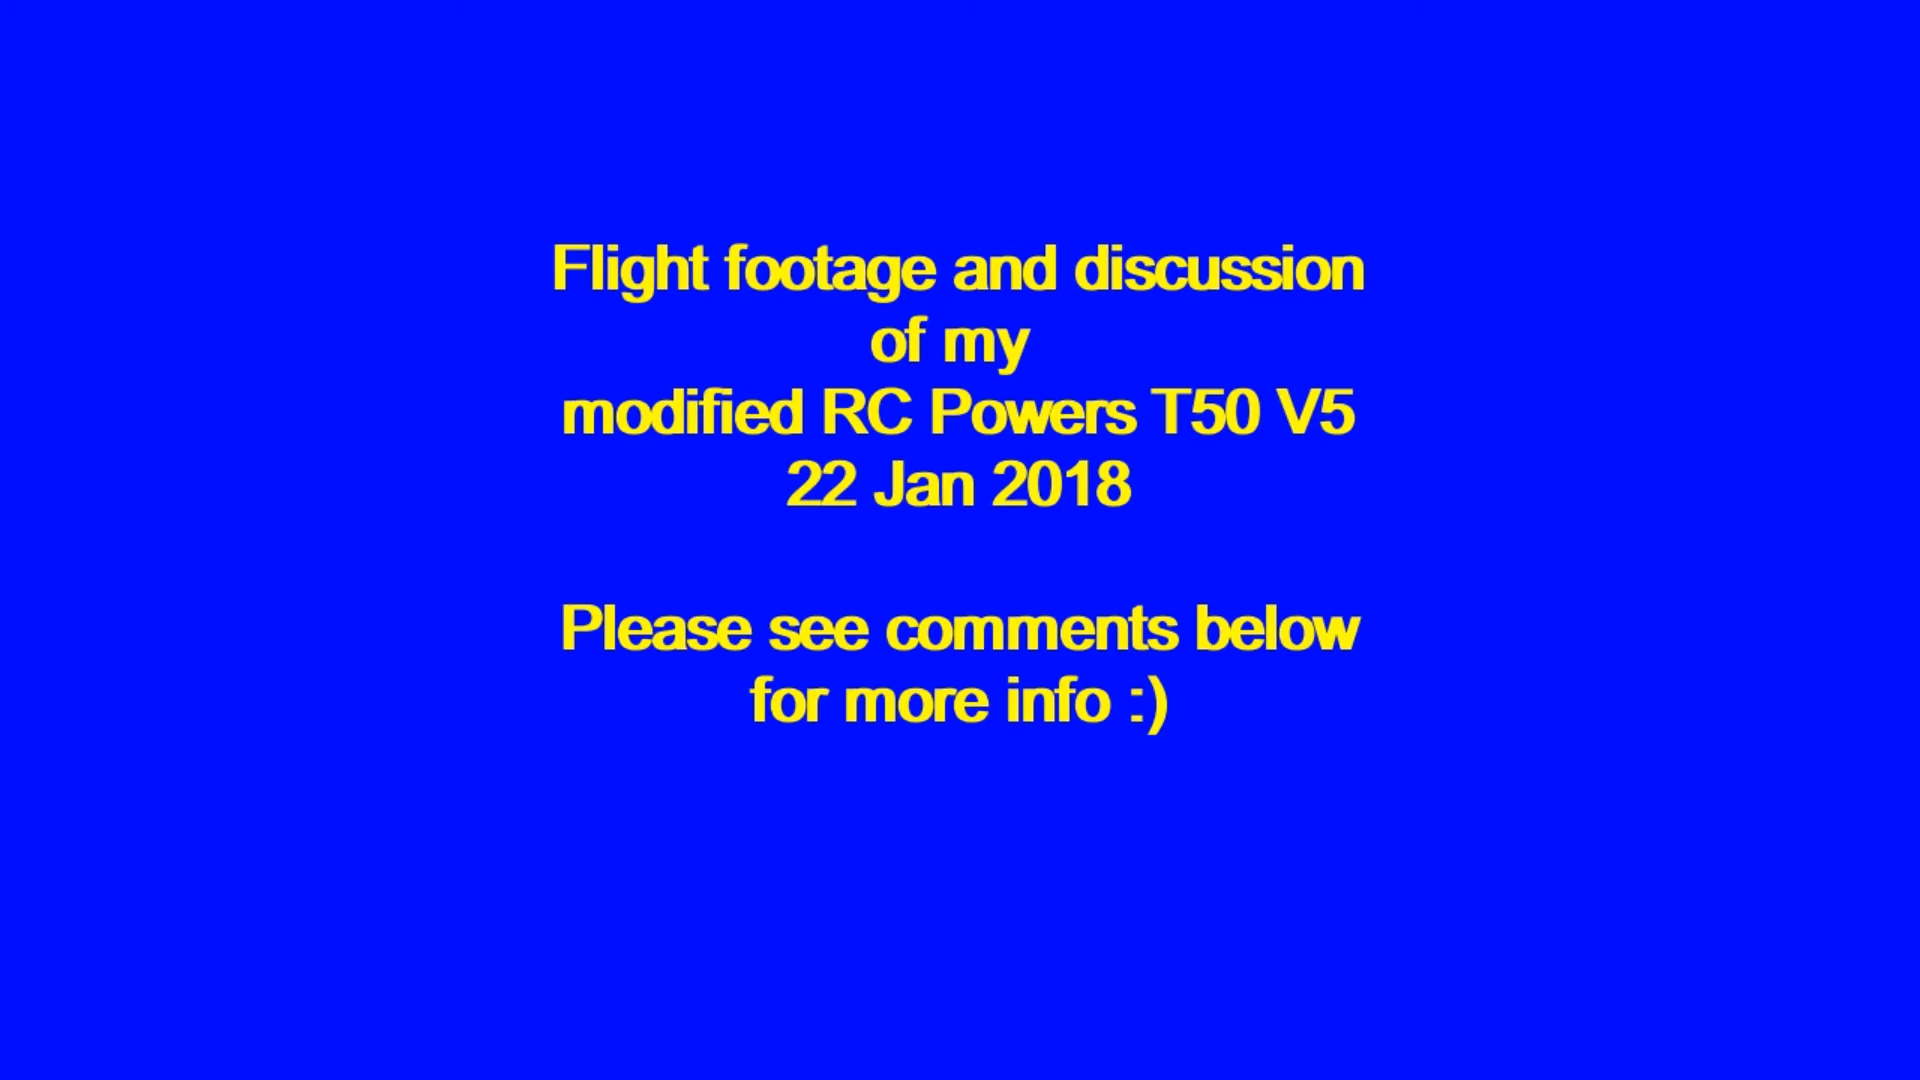 Flight footage and discussion
of my
modified RC Powers T50 V5
22 Jan 2018
Please see comments below
for more info :)